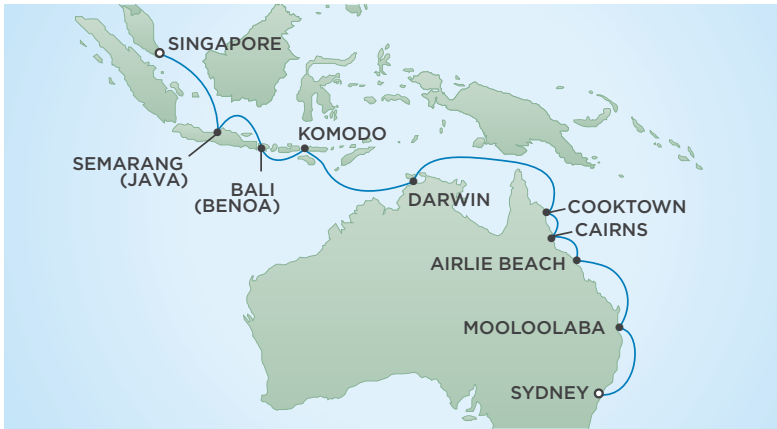 SINGAPORE
KOMODO
SEMARANG
(JAVA)
BALI
(BENOA)
DARWIN
COOKTOWN
CAIRNS
AIRLIE BEACH
MOOLOOLABA
SYDNEY